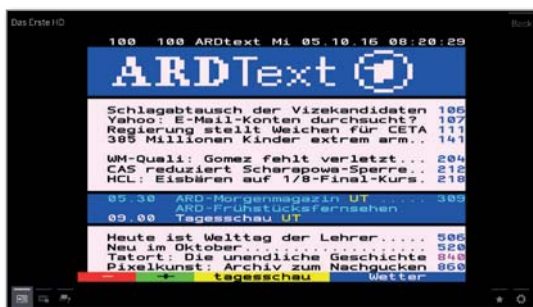 Das Erste HD
Back
100 100 ARDtext Mi 05.10.16 08:20:29
ARDText
Schlagabtausch der Vizekandidaten 106
Yahoo: E-Mail-Konten durchsucht? 107
Regierung stellt Weichen für CETA 111
385 Millionen Kinder extrem arm.. 141
WM-Quali: Gomez fehlt verletzt... 204
CAS reduziert Scharapowa-Sperre.. 212
HCL: Eisbären auf 1/8-Final-Kurs. 218
05.30 ARD-Morgenmagazin UT ..... 309
ARD-Frühstücksfernsehen
09.00 Tagesschau UT
Heute ist Welttag der Lehrer..... 506
Neu im Oktober................... 520
Tatort: Die unendliche Geschichte 840
Pixelkunst: Archiv zum Nachgucken 860
- + tagesschau Wetter